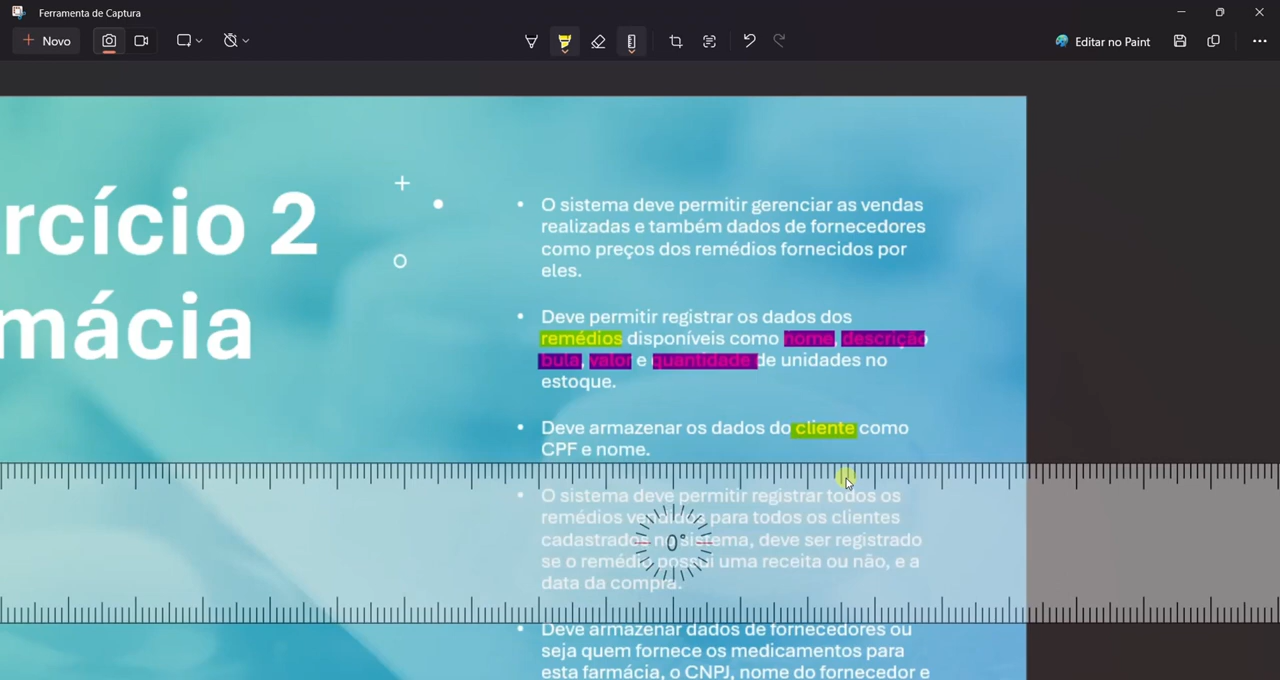 Ferramenta de Captura
Novo
Editar no Paint
rcício 2
mácia
• O sistema deve permitir gerenciar as vendas
realizadas e também dados de fornecedores
como preços dos remédios fornecidos por
eles.
• Deve permitir registrar os dados dos
remédios disponíveis como nome, descrição
bula, valor e quantidade de unidades no
estoque.
• Deve armazenar os dados do cliente como
CPF e nome.
• O sistema deve permitir registrar todos os
remédios vendidos para todos os clientes
cadastrados no sistema, deve ser registrado
se o remédio possui uma receita ou não, e a
data da compra.
0°
• Deve armazenar dados de fornecedores ou
seja quem fornece os medicamentos para
esta farmácia, o CNPJ, nome do fornecedor e